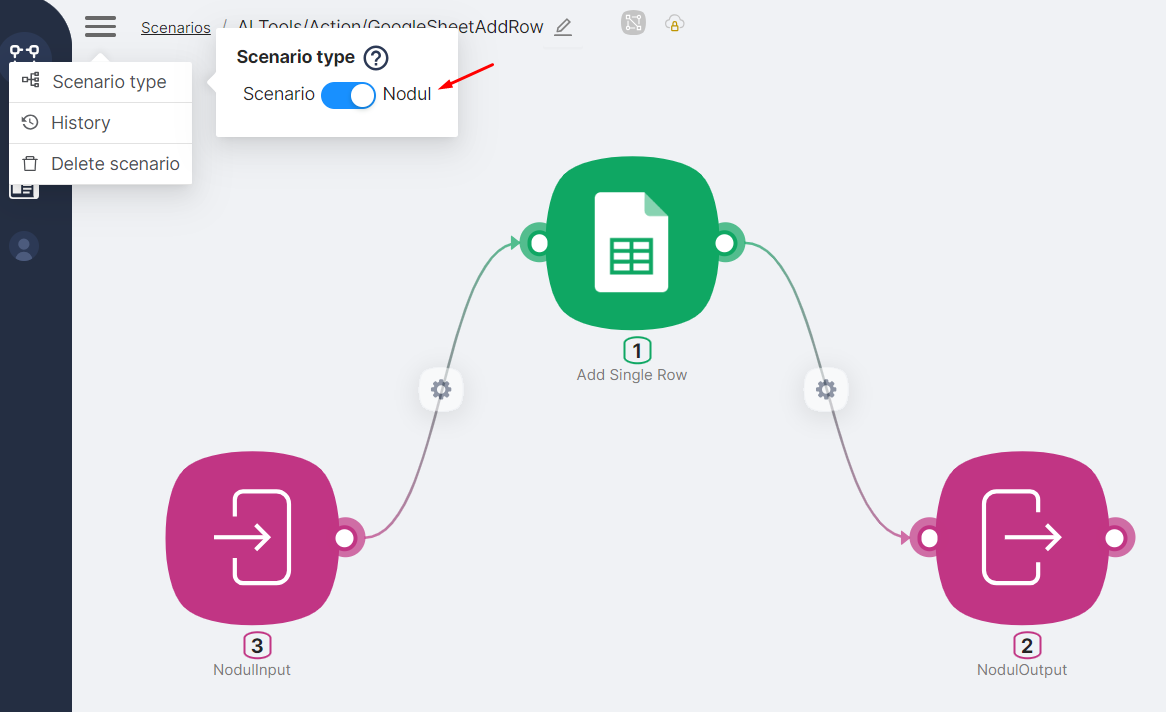 Scenarios / AI Tools/Action/GoogleSheetAddRow
Scenario type ?
Scenario Nodul
Scenario type
History
Delete scenario
1
Add Single Row
3
NodulInput
2
NodulOutput